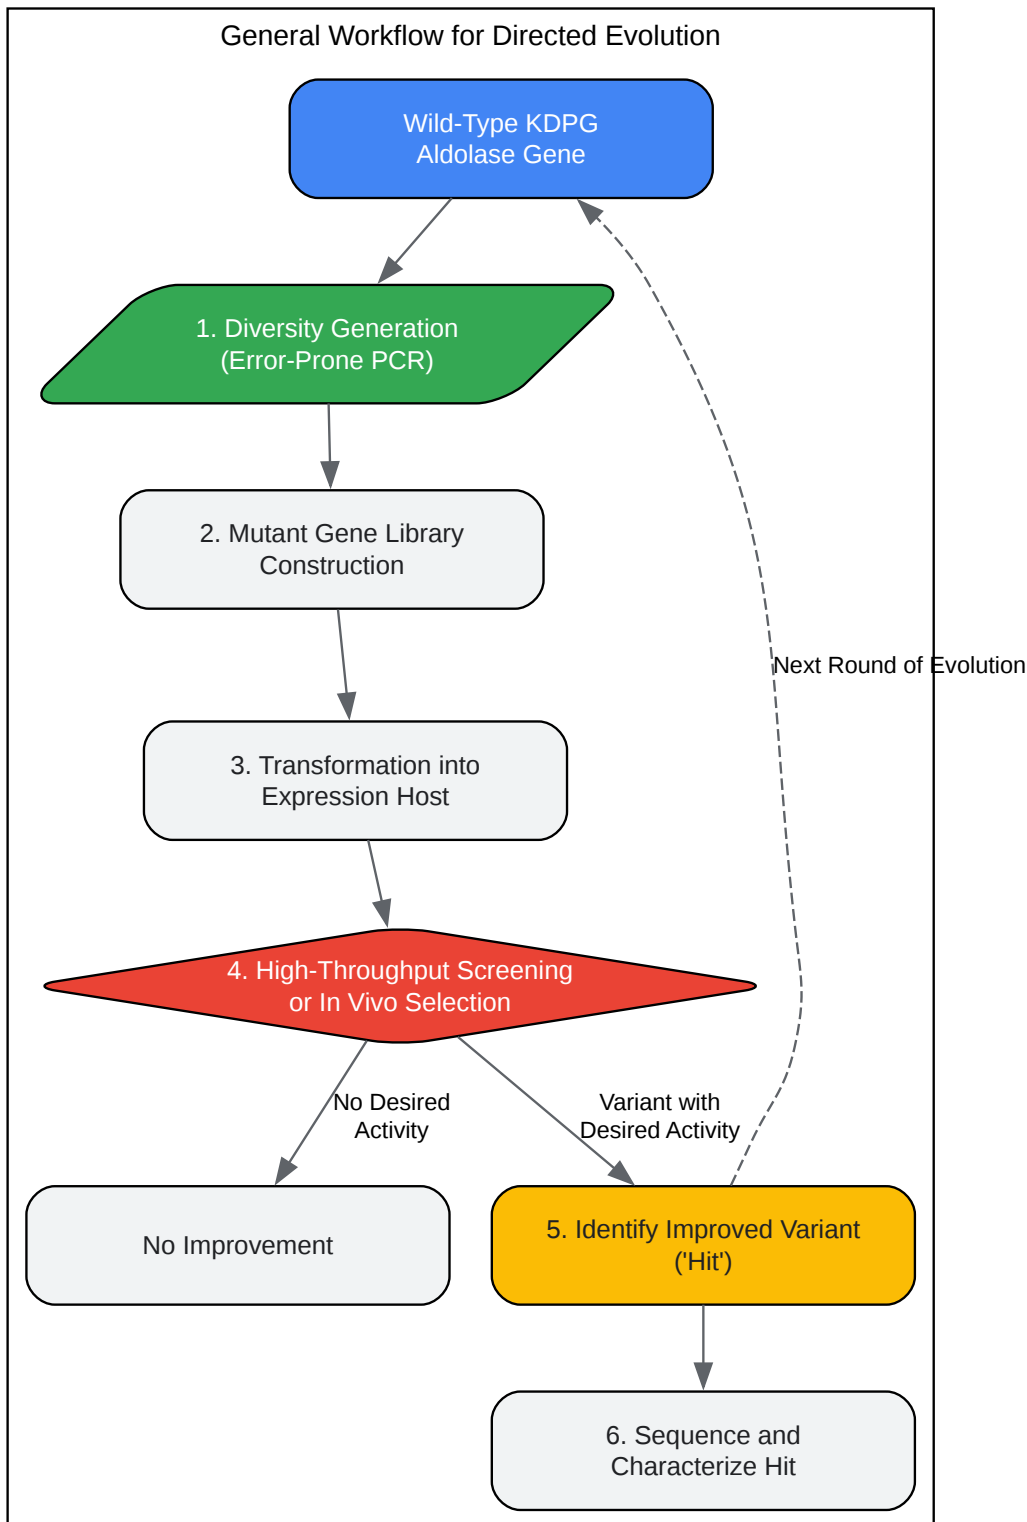 General Workflow for Directed Evolution
Wild-Type KDPG
Aldolase Gene
1. Diversity Generation
(Error-Prone PCR)
2. Mutant Gene Library
Construction
Next Round of Evolution
3. Transformation into
Expression Host
4. High-Throughput Screening
or In Vivo Selection
No Desired
Activity
Variant with
Desired Activity
No Improvement
5. Identify Improved Variant
('Hit')
6. Sequence and
Characterize Hit